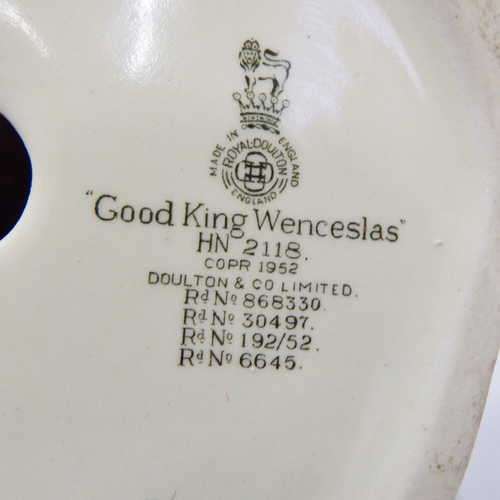 MADE IN ENGLAND
ROYAL·DOULTON
ENGLAND
"Good King Wenceslas"
HN 2118.
COPR 1952
DOULTON & CO LIMITED.
Rd No 868330.
Rd No 30497.
Rd No 192/52.
Rd No 6645.